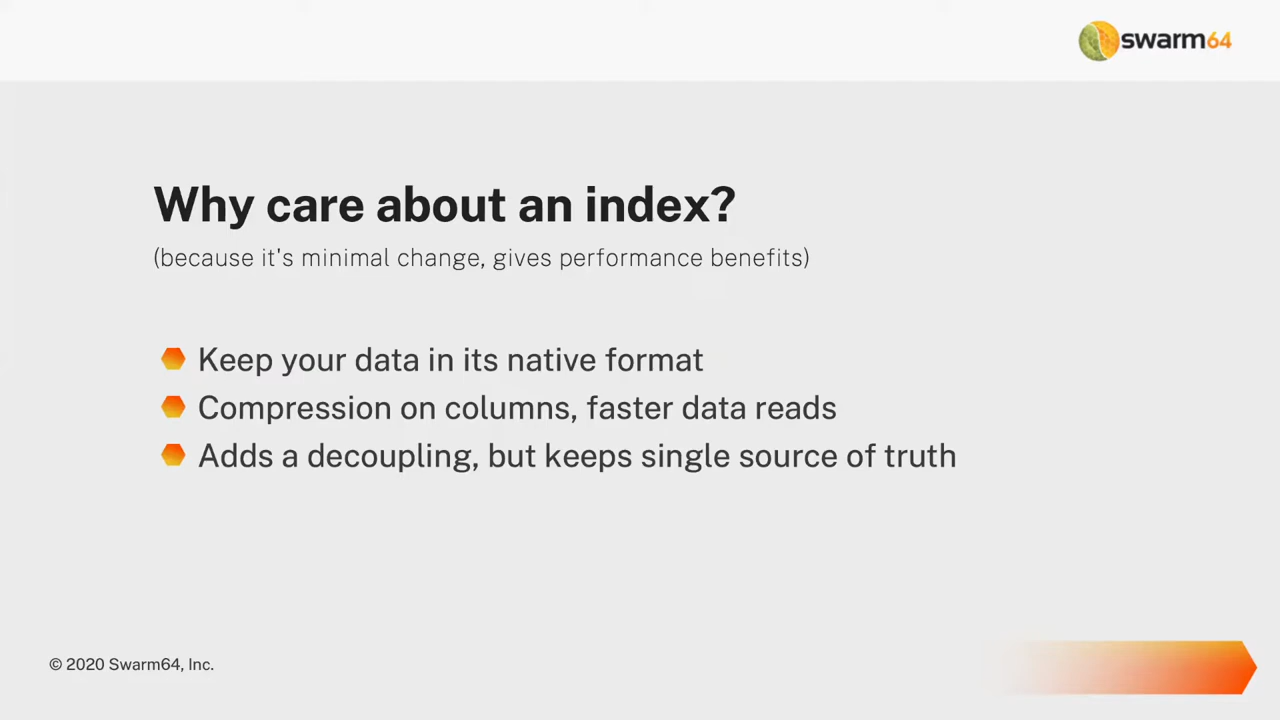 swarm64
Why care about an index?
(because it's minimal change, gives performance benefits)
Keep your data in its native format
Compression on columns, faster data reads
Adds a decoupling, but keeps single source of truth
© 2020 Swarm64, Inc.